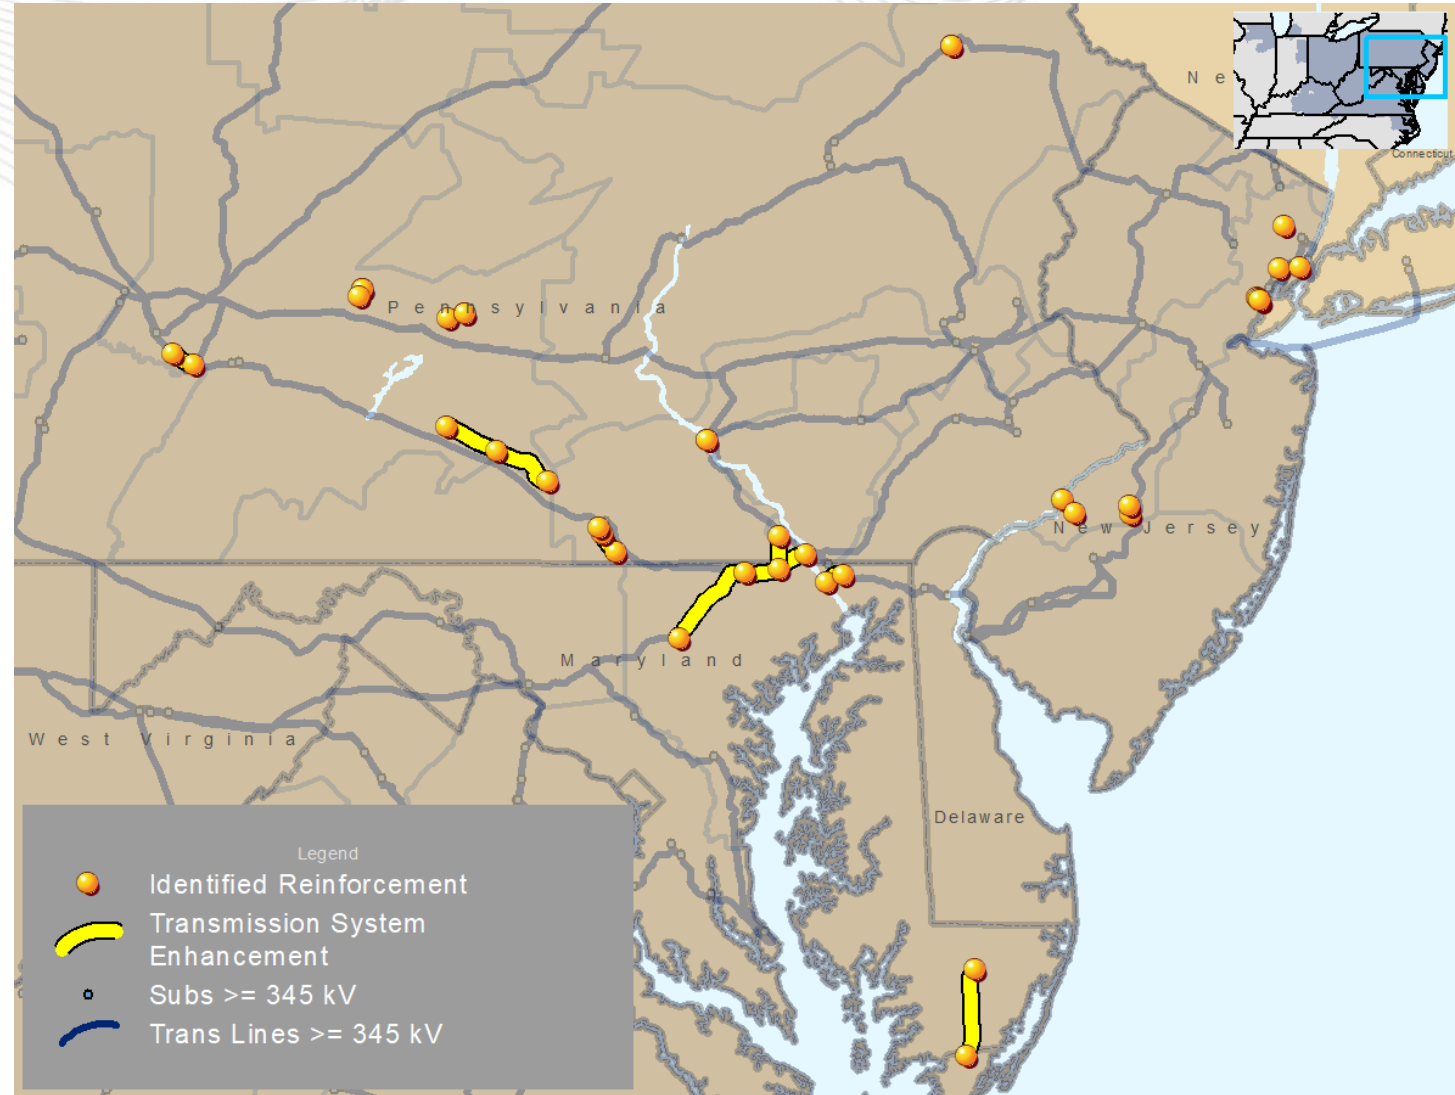 Ne
Connecticut
Pennsylvania
New Jersey
Maryland
West Virginia
Delaware
Legend
Identified Reinforcement
Transmission System
Enhancement
Subs >= 345 kV
Trans Lines >= 345 kV